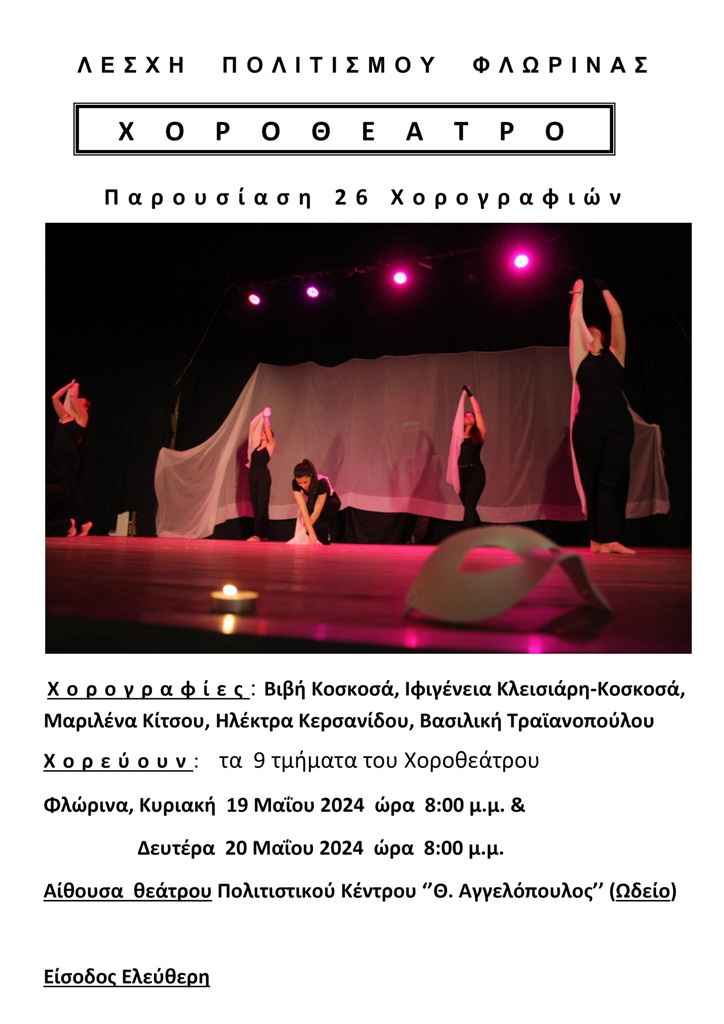 ΛΕΣΧΗ ΠΟΛΙΤΙΣΜΟΥ ΦΛΩΡΙΝΑΣ
ΧΟΡΟΘΕΑΤΡΟ
Παρουσίαση 26 Χορογραφιών
Χορογραφίες: Βιβή Κοσκοσά, Ιφιγένεια Κλεισιάρη-Κοσκοσά,
Μαριλένα Κίτσου, Ηλέκτρα Κερσανίδου, Βασιλική Τραϊανοπούλου
Χορεύουν: τα 9 τμήματα του Χοροθεάτρου
Φλώρινα, Κυριακή 19 Μαΐου 2024 ώρα 8:00 μ.μ. &
Δευτέρα 20 Μαΐου 2024 ώρα 8:00 μ.μ.
Αίθουσα θεάτρου Πολιτιστικού Κέντρου ‘’Θ. Αγγελόπουλος’’ (Ωδείο)
Είσοδος Ελεύθερη